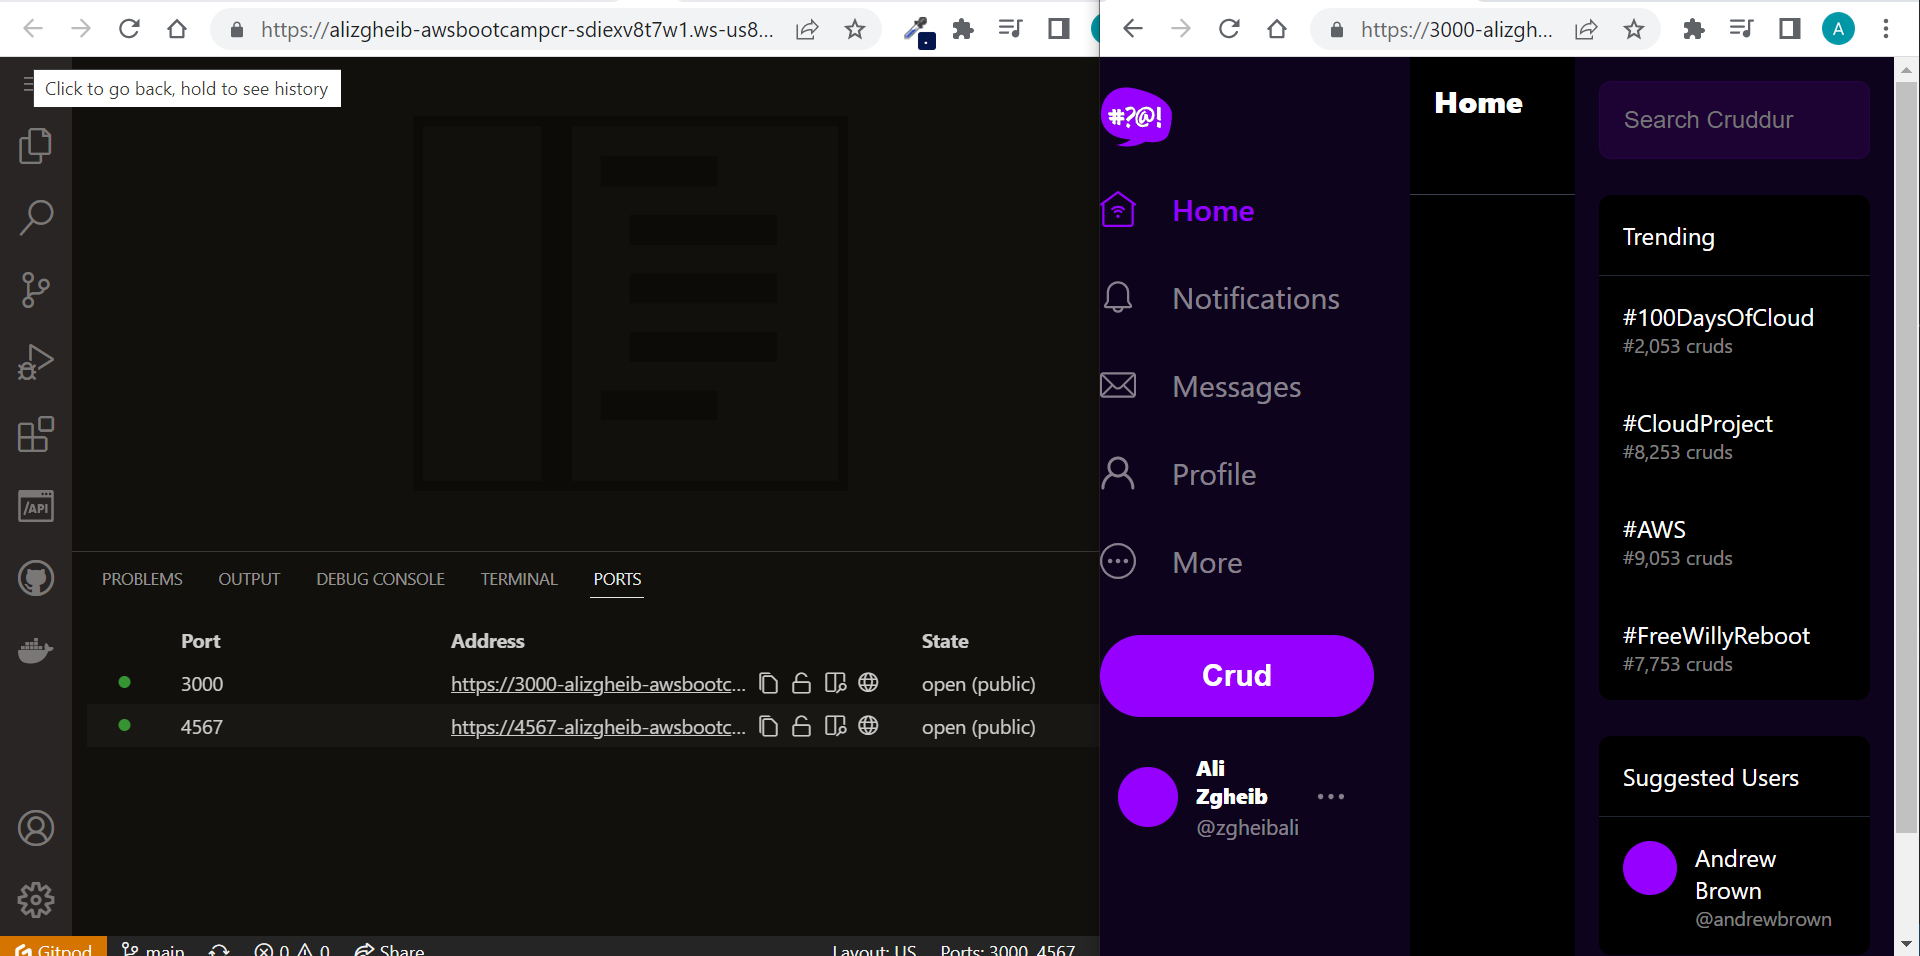 https://alizgheib-awsbootcampcr-sdiexv8t7w1.ws-us8...
Click to go back, hold to see history
/API
PROBLEMS OUTPUT DEBUG CONSOLE TERMINAL PORTS
Port Address State
3000 https://3000-alizgheib-awsbootc... open (public)
4567 https://4567-alizgheib-awsbootc... open (public)
Gitpod main 0 0 Share Layout: US Ports: 3000, 4567
https://3000-alizgh... A
#?@!
Home
Notifications
Messages
Profile
More
Crud
Ali
Zgheib
@zgheibali
Home
Search Cruddur
Trending
#100DaysOfCloud
#2,053 cruds
#CloudProject
#8,253 cruds
#AWS
#9,053 cruds
#FreeWillyReboot
#7,753 cruds
Suggested Users
Andrew
Brown
@andrewbrown